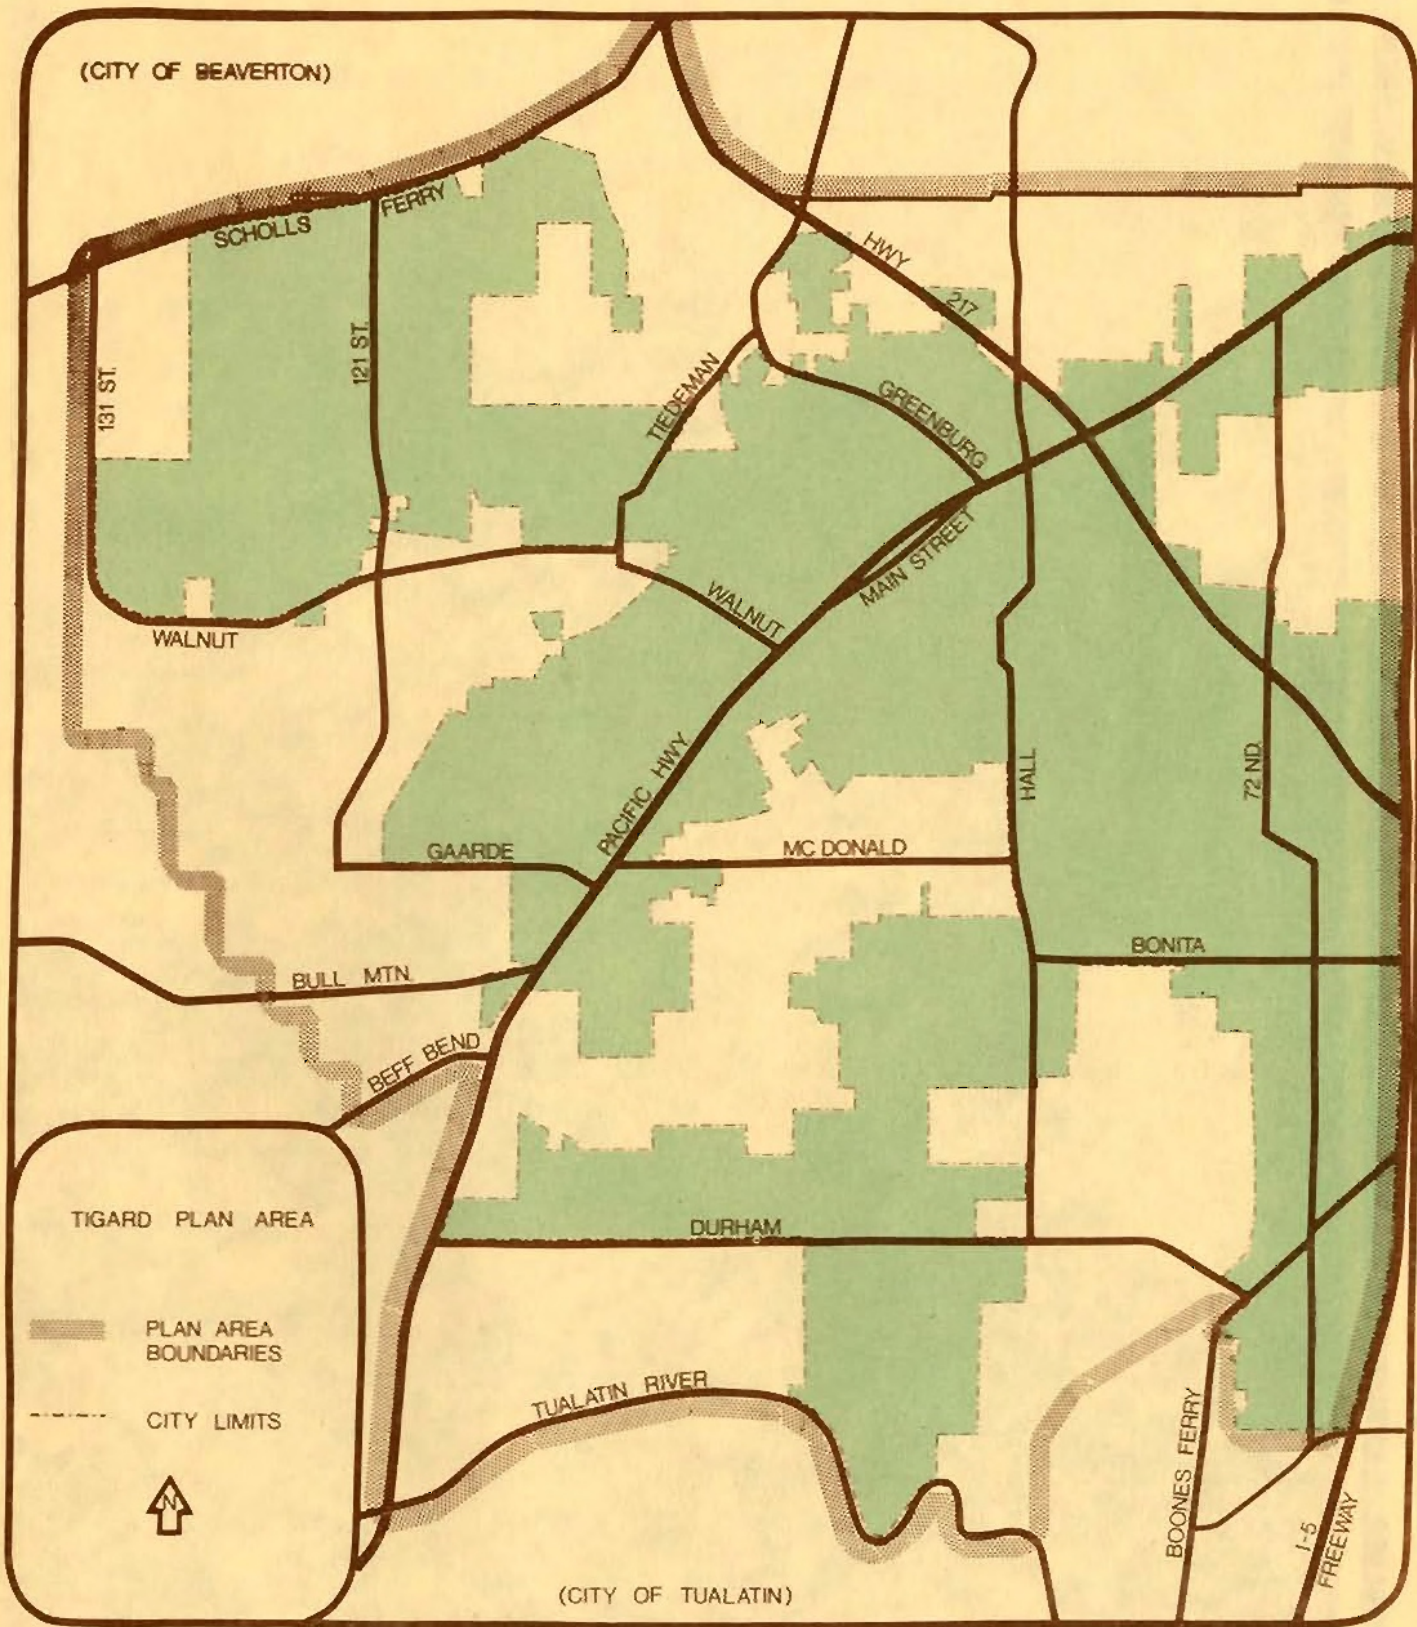 (CITY OF BEAVERTON)
SCHOLLS
FERRY
HWY
217
131 ST.
121 ST.
TIEDEMAN
GREENBURG
MAIN STREET
WALNUT
WALNUT
PACIFIC HWY
HALL
72 ND.
GAARDE
MC DONALD
BONITA
BULL MTN.
BEFF BEND
TIGARD PLAN AREA
DURHAM
PLAN AREA
BOUNDARIES
CITY LIMITS
N
TUALATIN RIVER
BOONES FERRY
I-5
FREEWAY
(CITY OF TUALATIN)